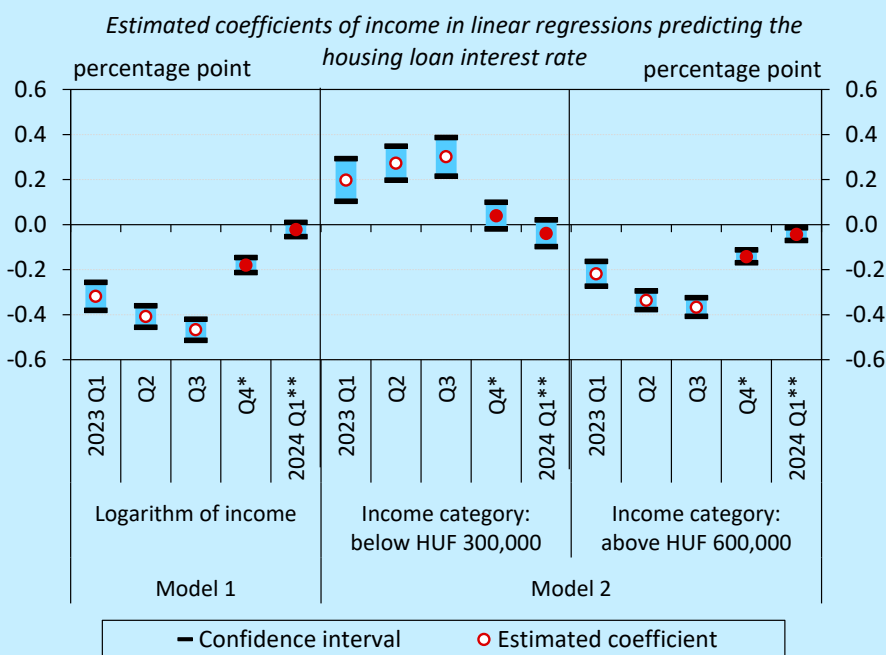 Estimated coefficients of income in linear regressions predicting the
housing loan interest rate
percentage point
percentage point
0.6
0.4
0.2
0.0
-0.2
-0.4
-0.6
0.6
0.4
0.2
0.0
-0.2
-0.4
-0.6
2023 Q1
Q2
Q3
Q4*
2024 Q1**
2023 Q1
Q2
Q3
Q4*
2024 Q1**
2023 Q1
Q2
Q3
Q4*
2024 Q1**
Logarithm of income
Income category:
below HUF 300,000
Income category:
above HUF 600,000
Model 1
Model 2
Confidence interval
Estimated coefficient